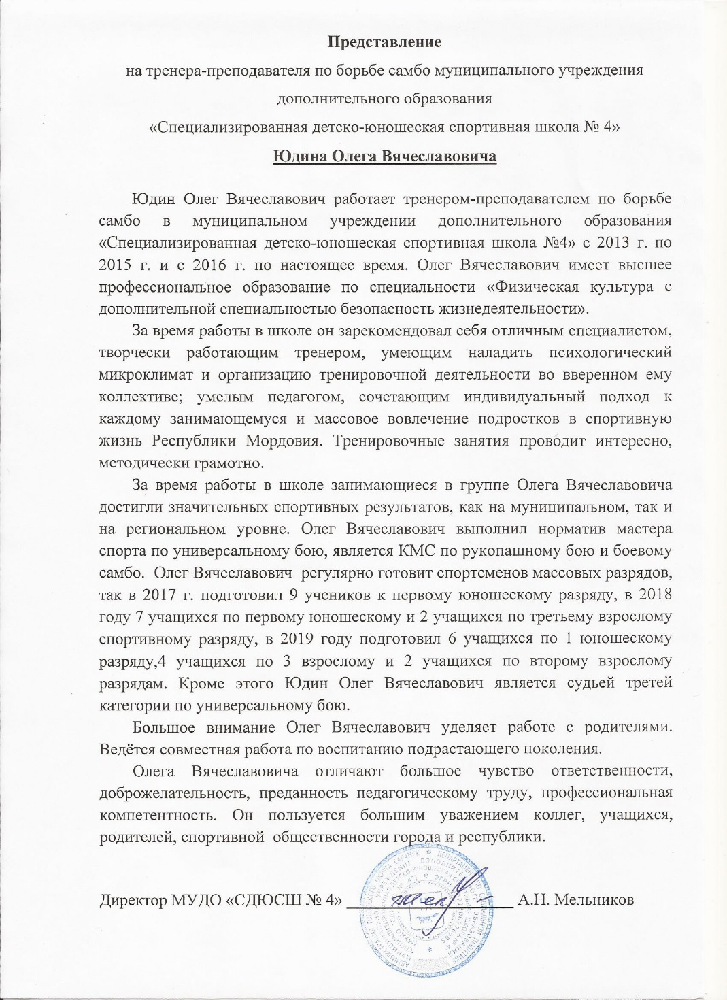 Представление
на тренера-преподавателя по борьбе самбо муниципального учреждения
дополнительного образования
«Специализированная детско-юношеская спортивная школа № 4»
Юдина Олега Вячеславовича
Юдин Олег Вячеславович работает тренером-преподавателем по борьбе
самбо в муниципальном учреждении дополнительного образования
«Специализированная детско-юношеская спортивная школа №4» с 2013 г. по
2015 г. и с 2016 г. по настоящее время. Олег Вячеславович имеет высшее
профессиональное образование по специальности «Физическая культура с
дополнительной специальностью безопасность жизнедеятельности».
За время работы в школе он зарекомендовал себя отличным специалистом,
творчески работающим тренером, умеющим наладить психологический
микроклимат и организацию тренировочной деятельности во вверенном ему
коллективе; умелым педагогом, сочетающим индивидуальный подход к
каждому занимающемуся и массовое вовлечение подростков в спортивную
жизнь Республики Мордовия. Тренировочные занятия проводит интересно,
методически грамотно.
За время работы в школе занимающиеся в группе Олега Вячеславовича
достигли значительных спортивных результатов, как на муниципальном, так и
на региональном уровне. Олег Вячеславович выполнил норматив мастера
спорта по универсальному бою, является КМС по рукопашному бою и боевому
самбо. Олег Вячеславович регулярно готовит спортсменов массовых разрядов,
так в 2017 г. подготовил 9 учеников к первому юношескому разряду, в 2018
году 7 учащихся по первому юношескому и 2 учащихся по третьему взрослому
спортивному разряду, в 2019 году подготовил 6 учащихся по 1 юношескому
разряду,4 учащихся по 3 взрослому и 2 учащихся по второму взрослому
разрядам. Кроме этого Юдин Олег Вячеславович является судьей третей
категории по универсальному бою.
Большое внимание Олег Вячеславович уделяет работе с родителями.
Ведётся совместная работа по воспитанию подрастающего поколения.
Олега Вячеславовича отличают большое чувство ответственности,
доброжелательность, преданность педагогическому труду, профессиональная
компетентность. Он пользуется большим уважением коллег, учащихся,
родителей, спортивной общественности города и республики.
Директор МУДО «СДЮСШ № 4» А.Н. Мельников